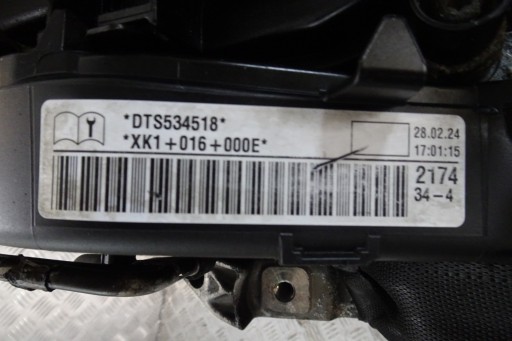 *DTS534518*
*XK1+016+000E*
28.02.24
17:01:15
2174
34-4